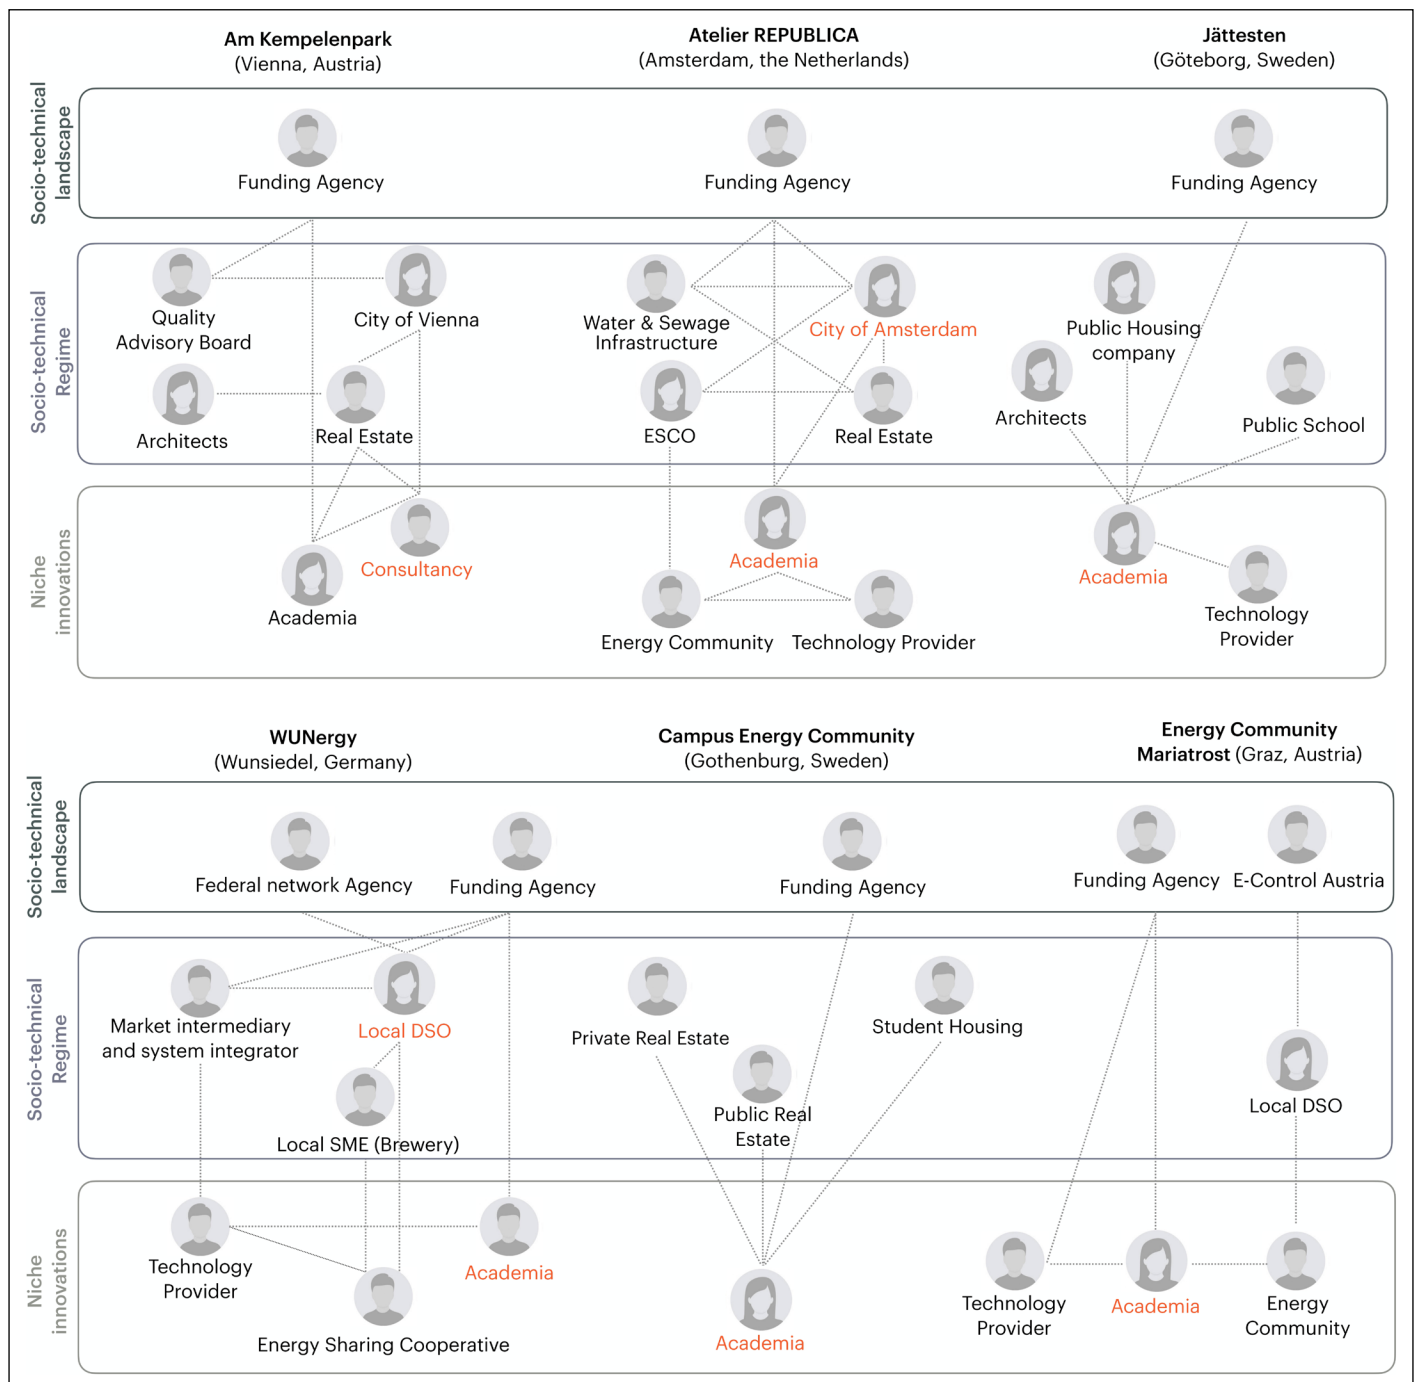 Am Kempelenpark
(Vienna, Austria)
Atelier REPUBLICA
(Amsterdam, the Netherlands)
Jättesten
(Göteborg, Sweden)
Socio-technical
landscape
Funding Agency
Funding Agency
Funding Agency
Socio-technical
Regime
Quality
Advisory Board
City of Vienna
Architects
Real Estate
Water & Sewage
Infrastructure
City of Amsterdam
ESCO
Real Estate
Public Housing
company
Architects
Public School
Niche
innovations
Consultancy
Academia
Academia
Energy Community
Technology Provider
Academia
Technology
Provider
WUNergy
(Wunsiedel, Germany)
Campus Energy Community
(Gothenburg, Sweden)
Energy Community
Mariatrost (Graz, Austria)
Socio-technical
landscape
Federal network Agency
Funding Agency
Funding Agency
Funding Agency
E-Control Austria
Socio-technical
Regime
Market intermediary
and system integrator
Local DSO
Local SME (Brewery)
Private Real Estate
Public Real
Estate
Student Housing
Local DSO
Niche
innovations
Technology
Provider
Academia
Energy Sharing Cooperative
Academia
Technology
Provider
Academia
Energy
Community